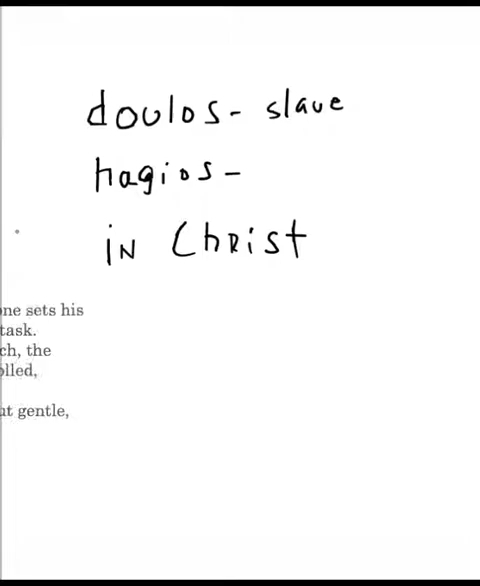 doulos - slave
hagios -
in Christ
ne sets his
task.
ch, the
lled,
t gentle,